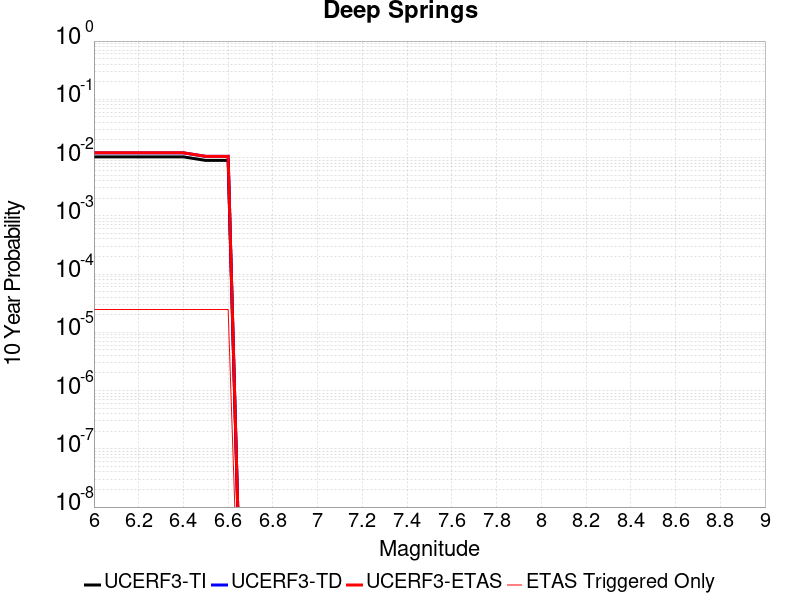 Deep Springs
10 0
10 -1
10 -2
10 -3
10 -4
10 -5
10 -6
10 -7
10 -8
10 Year Probability
6 6.2 6.4 6.6 6.8 7 7.2 7.4 7.6 7.8 8 8.2 8.4 8.6 8.8 9
Magnitude
UCERF3-TI UCERF3-TD UCERF3-ETAS ETAS Triggered Only